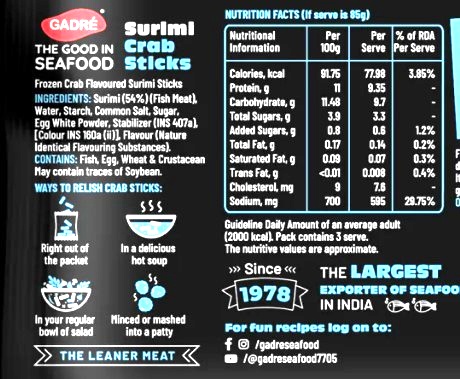 GADRÉ
THE GOOD IN
SEAFOOD
Surimi
Crab
Sticks
Frozen Crab Flavoured Surimi Sticks
INGREDIENTS: Surimi (54%) (Fish Meat),
Water, Starch, Common Salt, Sugar,
Egg White Powder, Stabilizer (INS 407a),
[Colour INS 160a (ii)], Flavour (Nature
Identical Flavouring Substances).
CONTAINS: Fish, Egg, Wheat & Crustacean
May contain traces of Soybean.
WAYS TO RELISH CRAB STICKS:
Right out of
the packet
In a delicious
hot soup
In your regular
bowl of salad
Minced or mashed
into a patty
THE LEANER MEAT
NUTRITION FACTS (If serve is 85g)
Nutritional Information Per 100g Per Serve % of RDA Per Serve
Calories, kcal 91.75 77.98 3.85%
Protein, g 11 9.35 -
Carbohydrate, g 11.48 9.7 -
Total Sugars, g 3.9 3.3 -
Added Sugars, g 0.8 0.6 1.2%
Total Fat, g 0.17 0.14 0.2%
Saturated Fat, g 0.09 0.07 0.3%
Trans Fat, g <0.01 0.008 0.4%
Cholesterol, mg 9 7.6 -
Sodium, mg 700 595 29.75%
Guideline Daily Amount of an average adult
(2000 kcal). Pack contains 3 serve.
The nutritive values are approximate.
Since
1978
THE LARGEST
EXPORTER OF SEAFOO
IN INDIA
For fun recipes log on to:
/gadreseafood
/@gadreseafood7705